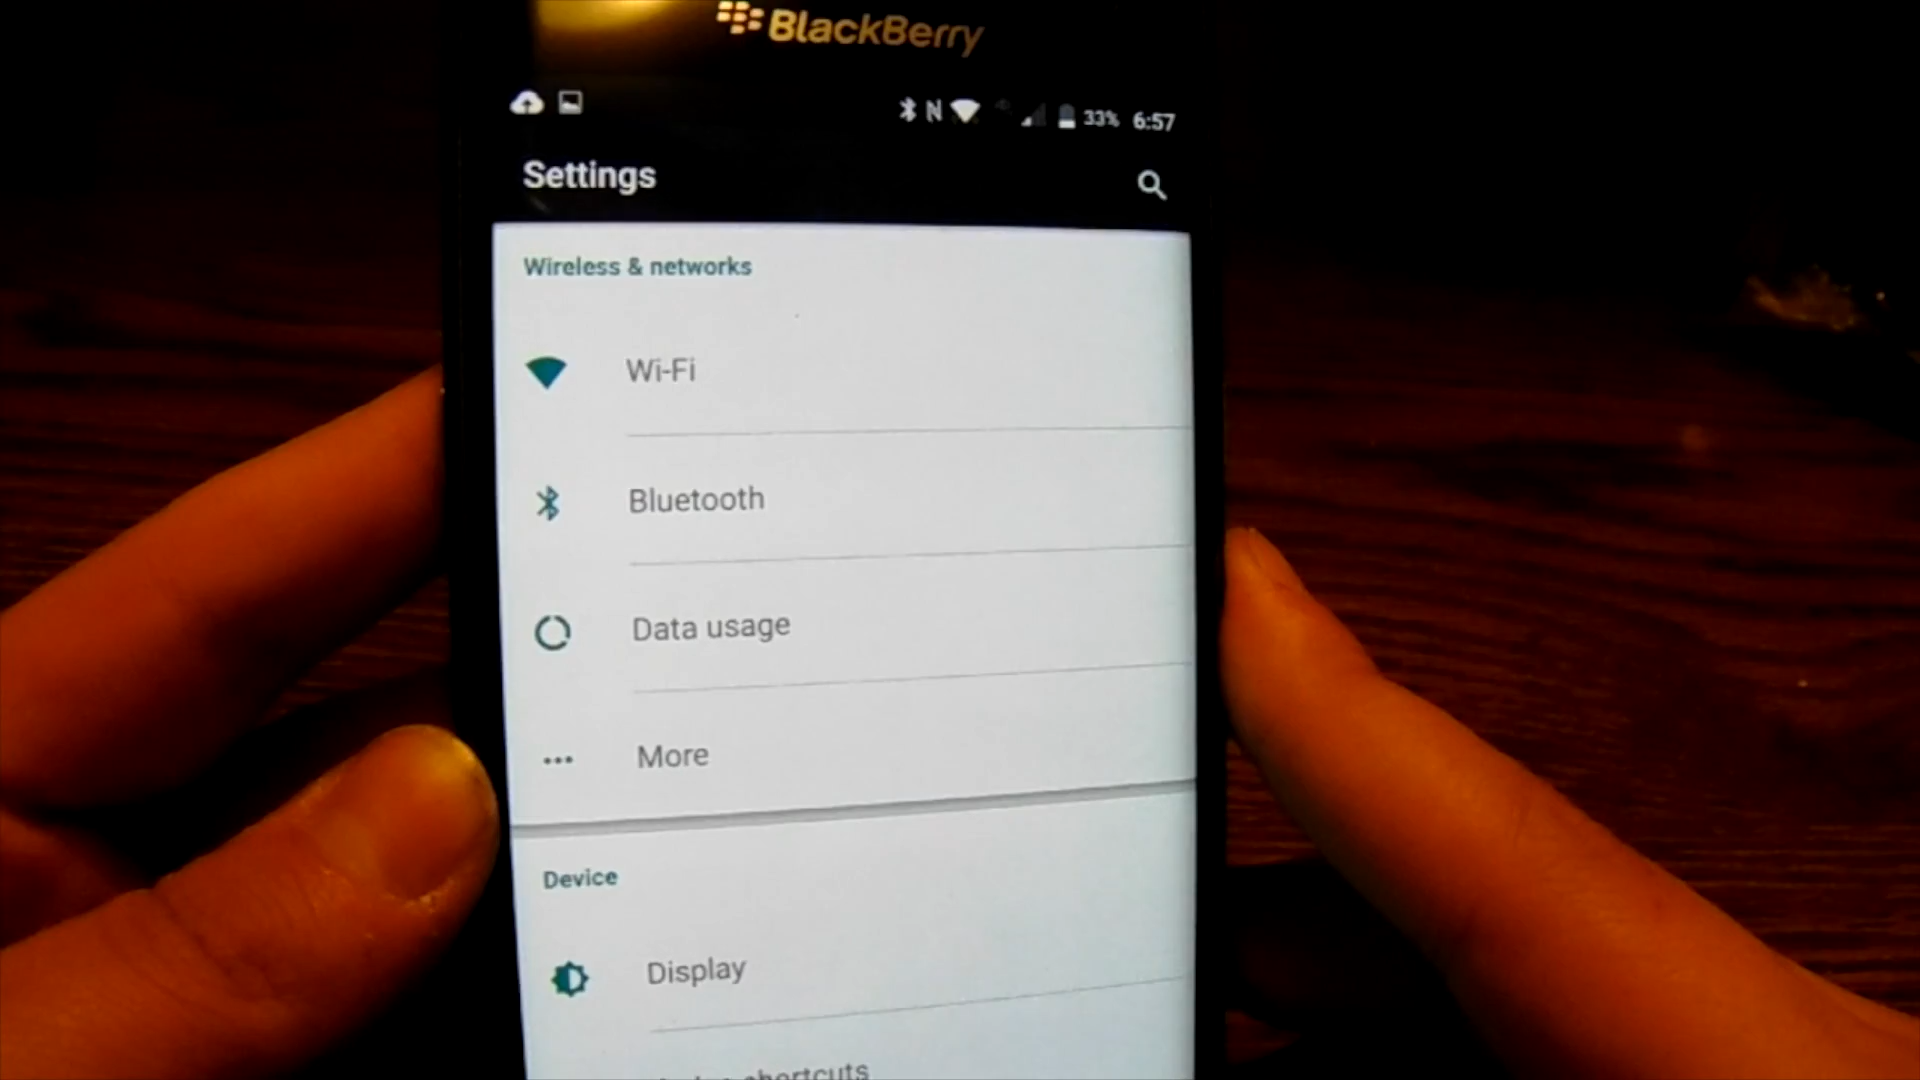 BlackBerry
33% 6:57
Settings
Wireless & networks
Wi-Fi
Bluetooth
Data usage
More
Device
Display
shortcuts